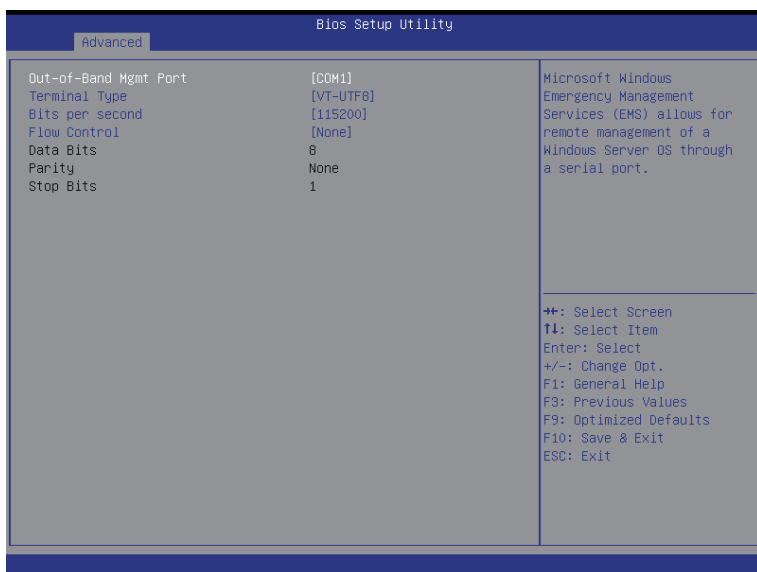 Bios Setup Utility
Advanced
Out-of-Band Mgmt Port [COM1]
Terminal Type [VT-UTF8]
Bits per second [115200]
Flow Control [None]
Data Bits 8
Parity None
Stop Bits 1
Microsoft Windows
Emergency Management
Services (EMS) allows for
remote management of a
Windows Server OS through
a serial port.
→←: Select Screen
↑↓: Select Item
Enter: Select
+/-: Change Opt.
F1: General Help
F3: Previous Values
F9: Optimized Defaults
F10: Save & Exit
ESC: Exit